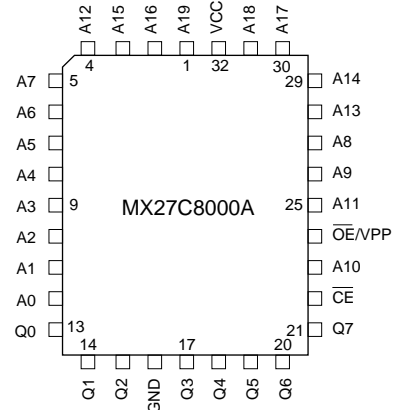 A12 A15 A16 A19 VCC A18 A17
4 1 32 30
A7 5 29 A14
A6 A13
A5 A8
A4 A9
A3 9 MX27C8000A 25 A11
A2 O̅E̅/VPP
A1 A10
A0 C̅E̅
Q0 13 21 Q7
14 17 20
Q1 Q2 GND Q3 Q4 Q5 Q6